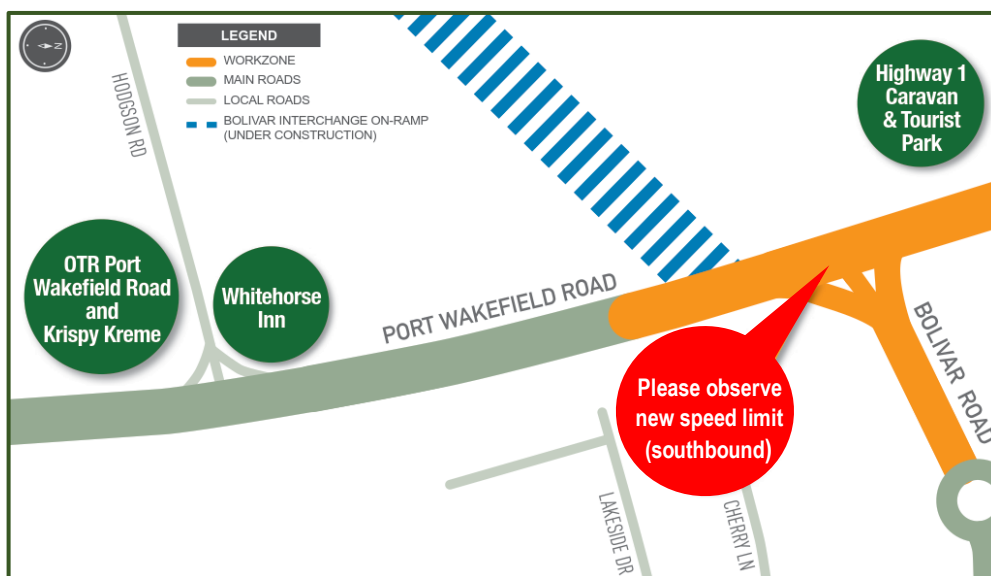 N
LEGEND
WORKZONE
MAIN ROADS
LOCAL ROADS
BOLIVAR INTERCHANGE ON-RAMP
(UNDER CONSTRUCTION)
HODGSON RD
Highway 1
Caravan
& Tourist
Park
OTR Port
Wakefield Road
and
Krispy Kreme
Whitehorse
Inn
PORT WAKEFIELD ROAD
BOLIVAR ROAD
Please observe
new speed limit
(southbound)
LAKESIDE DR
CHERRY LN